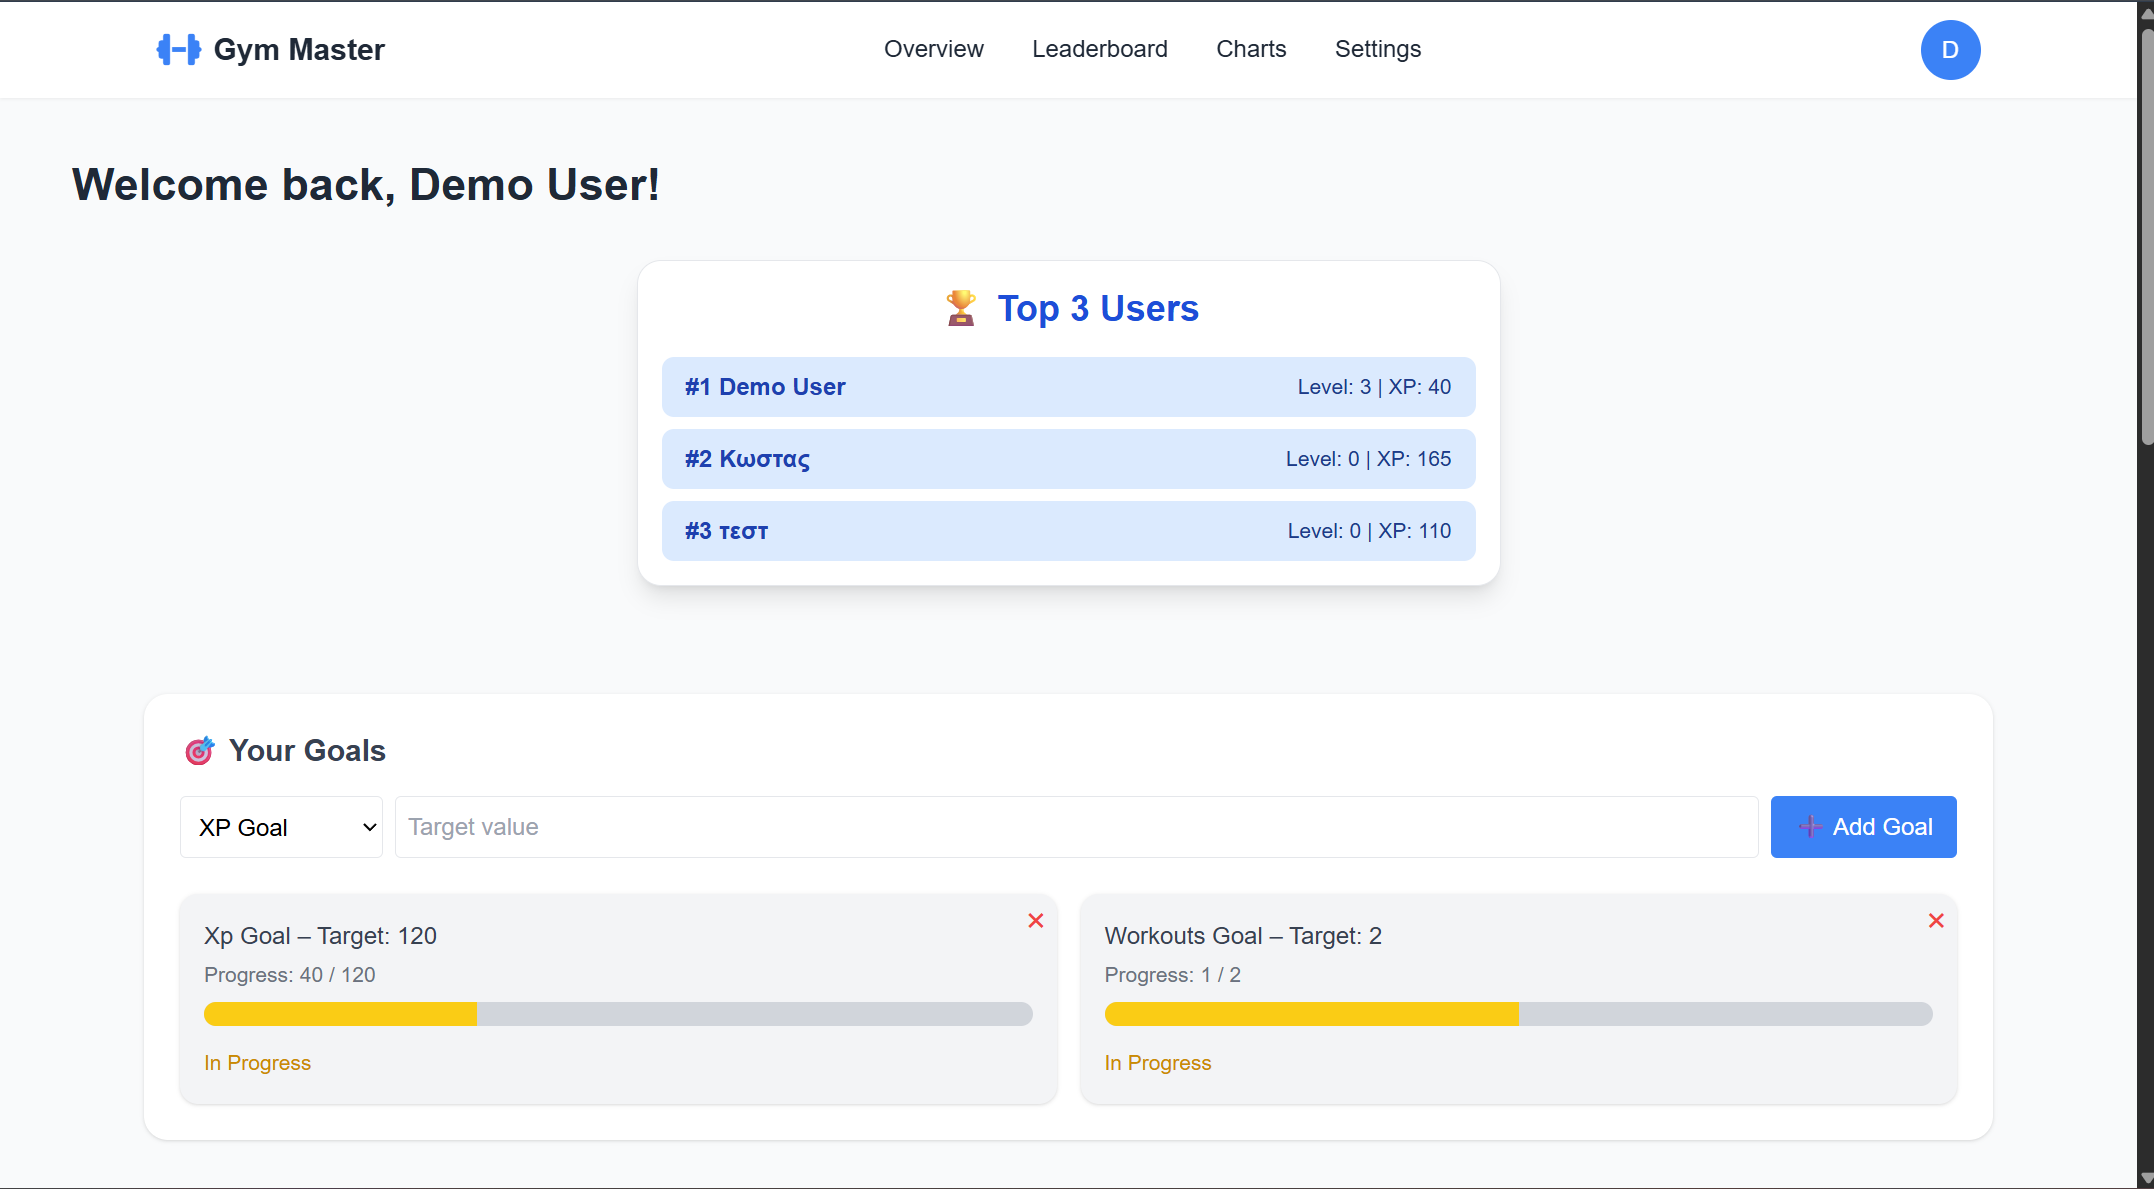 Gym Master
Overview Leaderboard Charts Settings
D
Welcome back, Demo User!
🏆 Top 3 Users
#1 Demo User Level: 3 | XP: 40
#2 Κωστας Level: 0 | XP: 165
#3 τεστ Level: 0 | XP: 110
🎯 Your Goals
XP Goal Target value ➕ Add Goal
Xp Goal – Target: 120 ✕
Progress: 40 / 120
In Progress
Workouts Goal – Target: 2 ✕
Progress: 1 / 2
In Progress